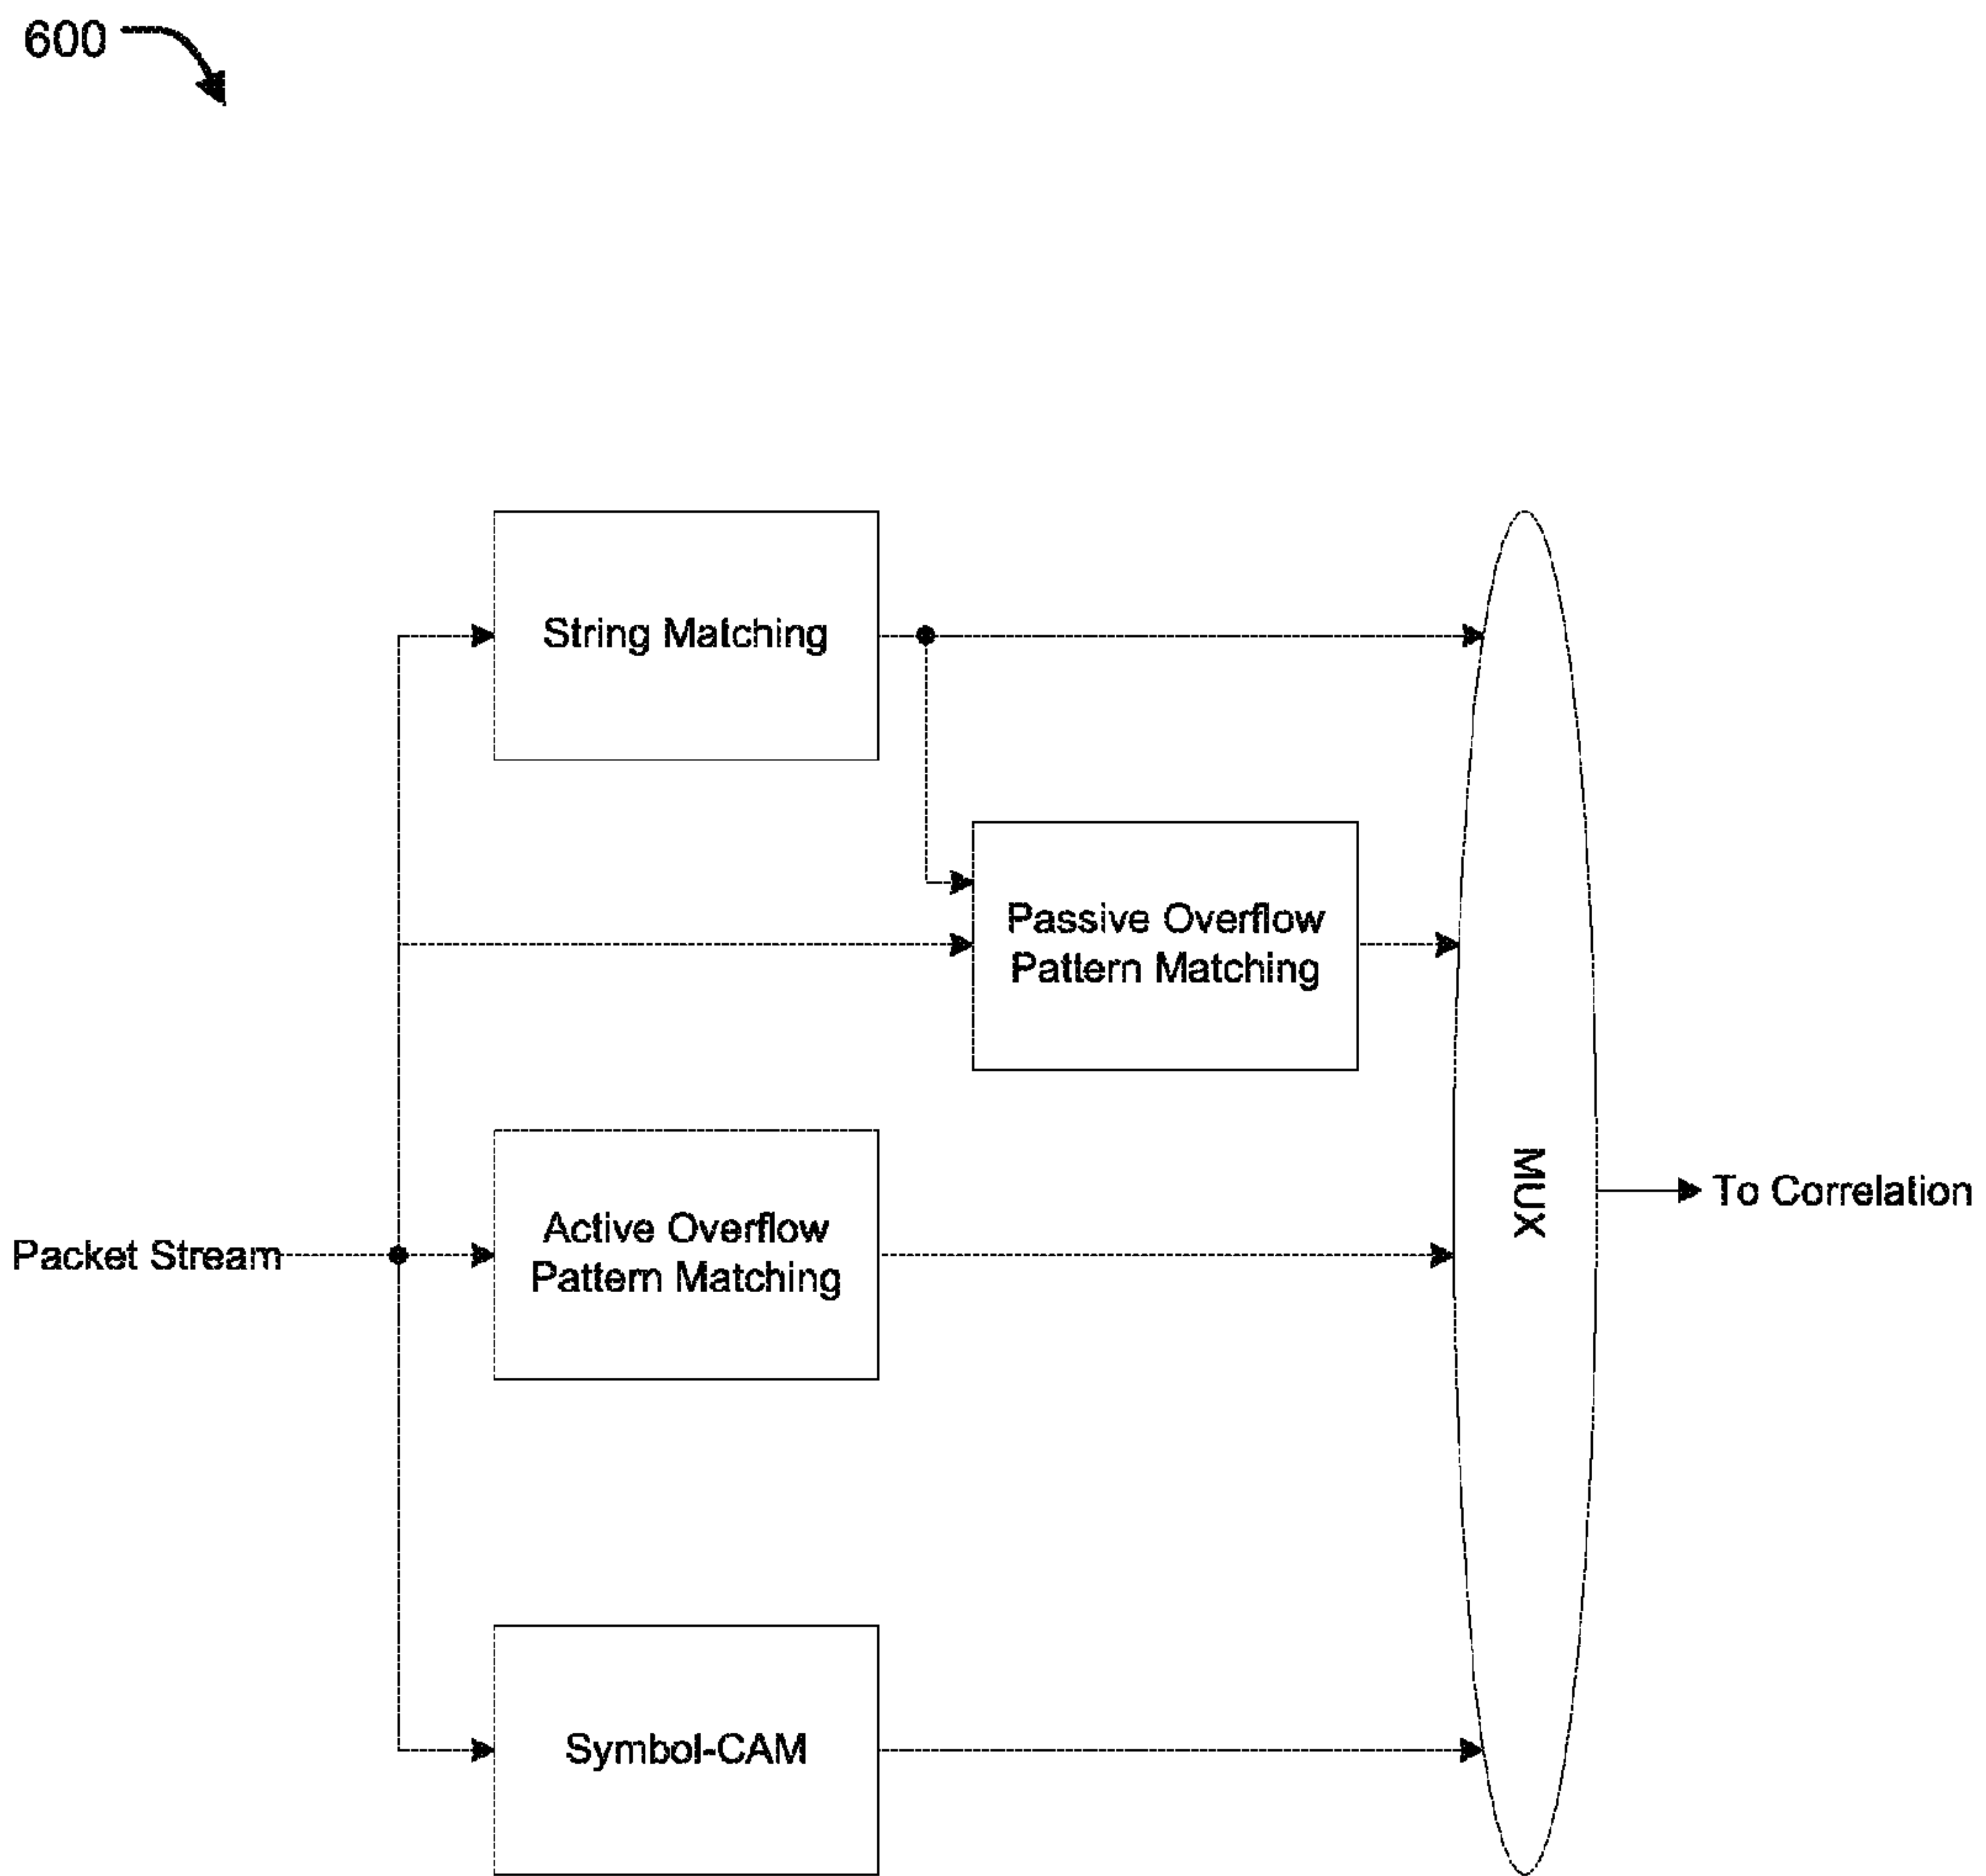 600
String Matching
Passive Overflow
Pattern Matching
Active Overflow
Pattern Matching
Packet Stream
MUX
To Correlation
Symbol-CAM